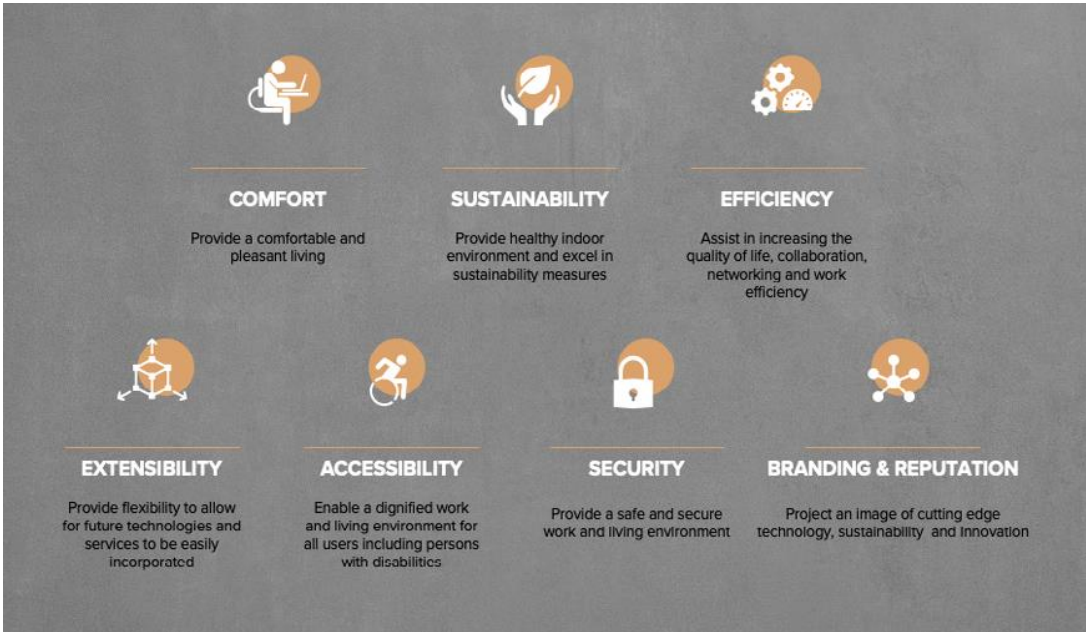 COMFORT
Provide a comfortable and
pleasant living
SUSTAINABILITY
Provide healthy indoor
environment and excel in
sustainability measures
EFFICIENCY
Assist in increasing the
quality of life, collaboration,
networking and work
efficiency
EXTENSIBILITY
Provide flexibility to allow
for future technologies and
services to be easily
incorporated
ACCESSIBILITY
Enable a dignified work
and living environment for
all users including persons
with disabilities
SECURITY
Provide a safe and secure
work and living environment
BRANDING & REPUTATION
Project an image of cutting edge
technology, sustainability and Innovation